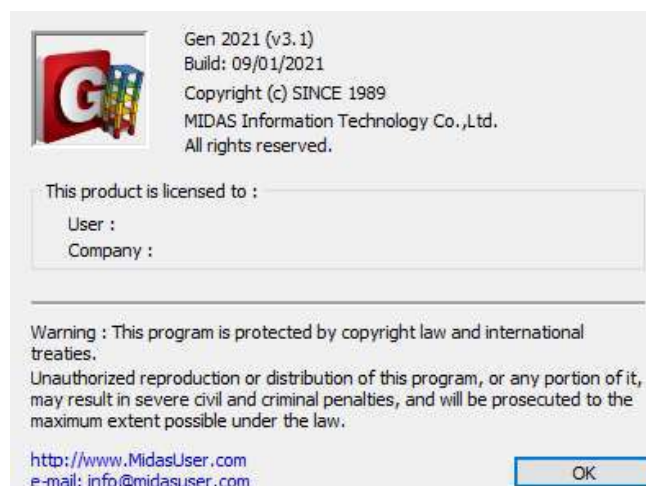 Gen 2021 (v3.1)
Build: 09/01/2021
Copyright (c) SINCE 1989
MIDAS Information Technology Co.,Ltd.
All rights reserved.
This product is licensed to :
User :
Company :
Warning : This program is protected by copyright law and international
treaties.
Unauthorized reproduction or distribution of this program, or any portion of it,
may result in severe civil and criminal penalties, and will be prosecuted to the
maximum extent possible under the law.
http://www.MidasUser.com
e-mail: info@midasuser.com
OK